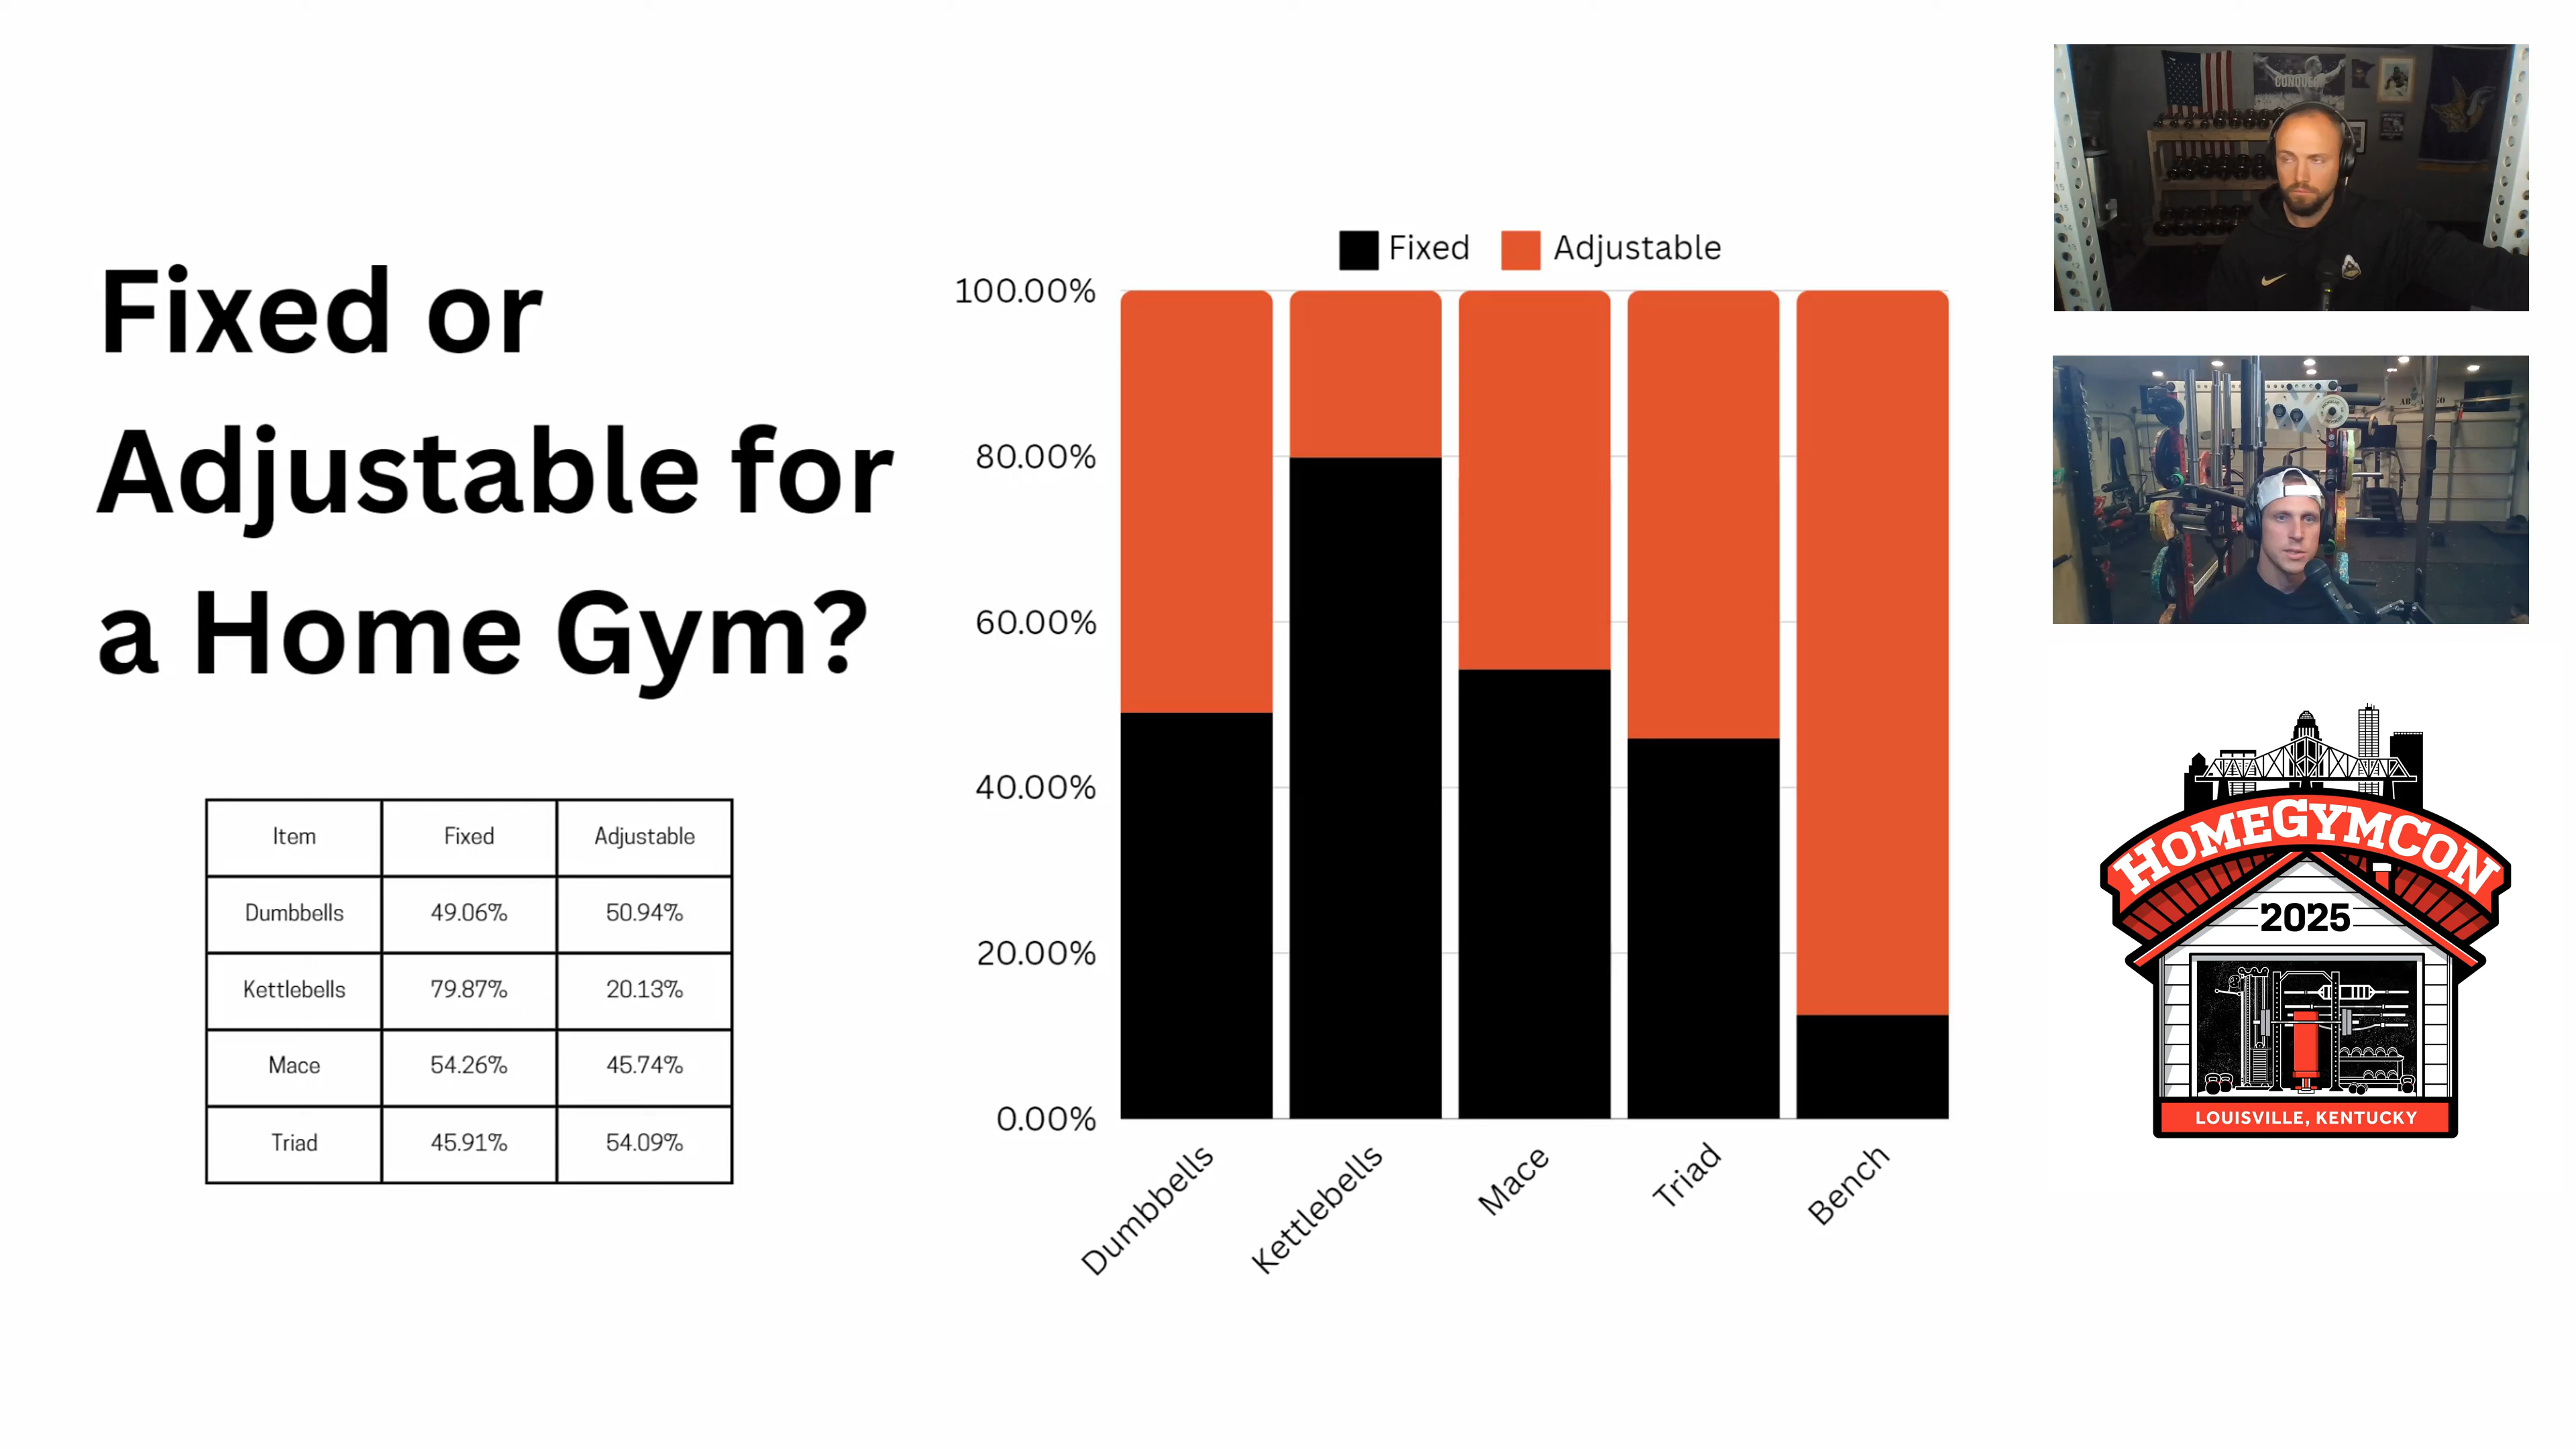 Fixed or
Adjustable for
a Home Gym?
Item Fixed Adjustable
Dumbbells 49.06% 50.94%
Kettlebells 79.87% 20.13%
Mace 54.26% 45.74%
Triad 45.91% 54.09%
Fixed Adjustable
100.00%
80.00%
60.00%
40.00%
20.00%
0.00%
Dumbbells
Kettlebells
Mace
Triad
Bench
HOMEGYMCON
2025
LOUISVILLE, KENTUCKY